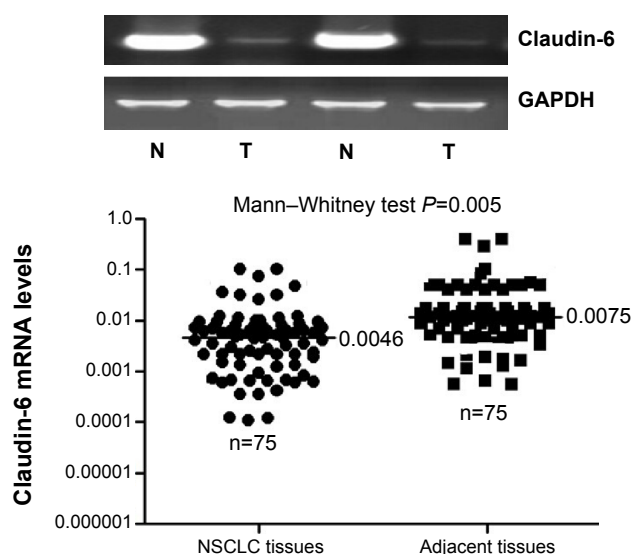 Claudin-6
GAPDH
N T N T
Mann–Whitney test P=0.005
Claudin-6 mRNA levels
1.0
0.1
0.01
0.001
0.0001
0.00001
0.000001
0.0046
0.0075
n=75
n=75
NSCLC tissues
Adjacent tissues